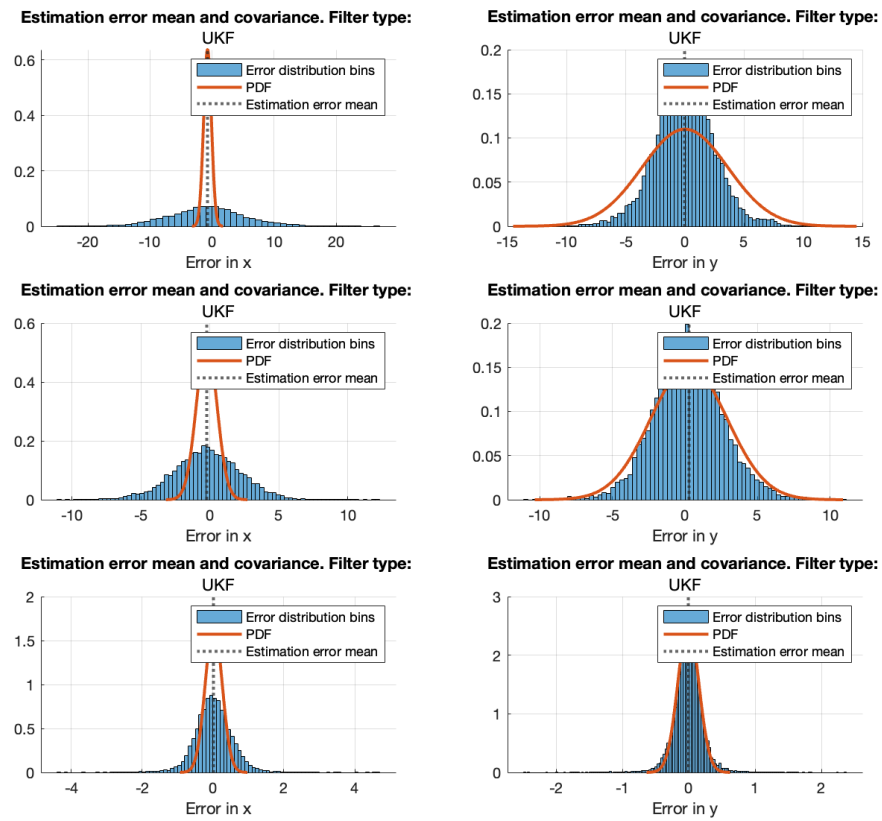 Estimation error mean and covariance. Filter type:
UKF
0.6
0.4
0.2
0
Error distribution bins
PDF
Estimation error mean
-20
-10
0
10
20
Error in x
Estimation error mean and covariance. Filter type:
UKF
0.2
0.15
0.1
0.05
0
Error distribution bins
PDF
Estimation error mean
-15
-10
-5
0
5
10
15
Error in y
Estimation error mean and covariance. Filter type:
UKF
0.6
0.4
0.2
0
Error distribution bins
PDF
Estimation error mean
-10
-5
0
5
10
Error in x
Estimation error mean and covariance. Filter type:
UKF
0.2
0.15
0.1
0.05
0
Error distribution bins
PDF
Estimation error mean
-10
-5
0
5
10
Error in y
Estimation error mean and covariance. Filter type:
UKF
2
1.5
1
0.5
0
Error distribution bins
PDF
Estimation error mean
-4
-2
0
2
4
Error in x
Estimation error mean and covariance. Filter type:
UKF
3
2
1
0
Error distribution bins
PDF
Estimation error mean
-2
-1
0
1
2
Error in y